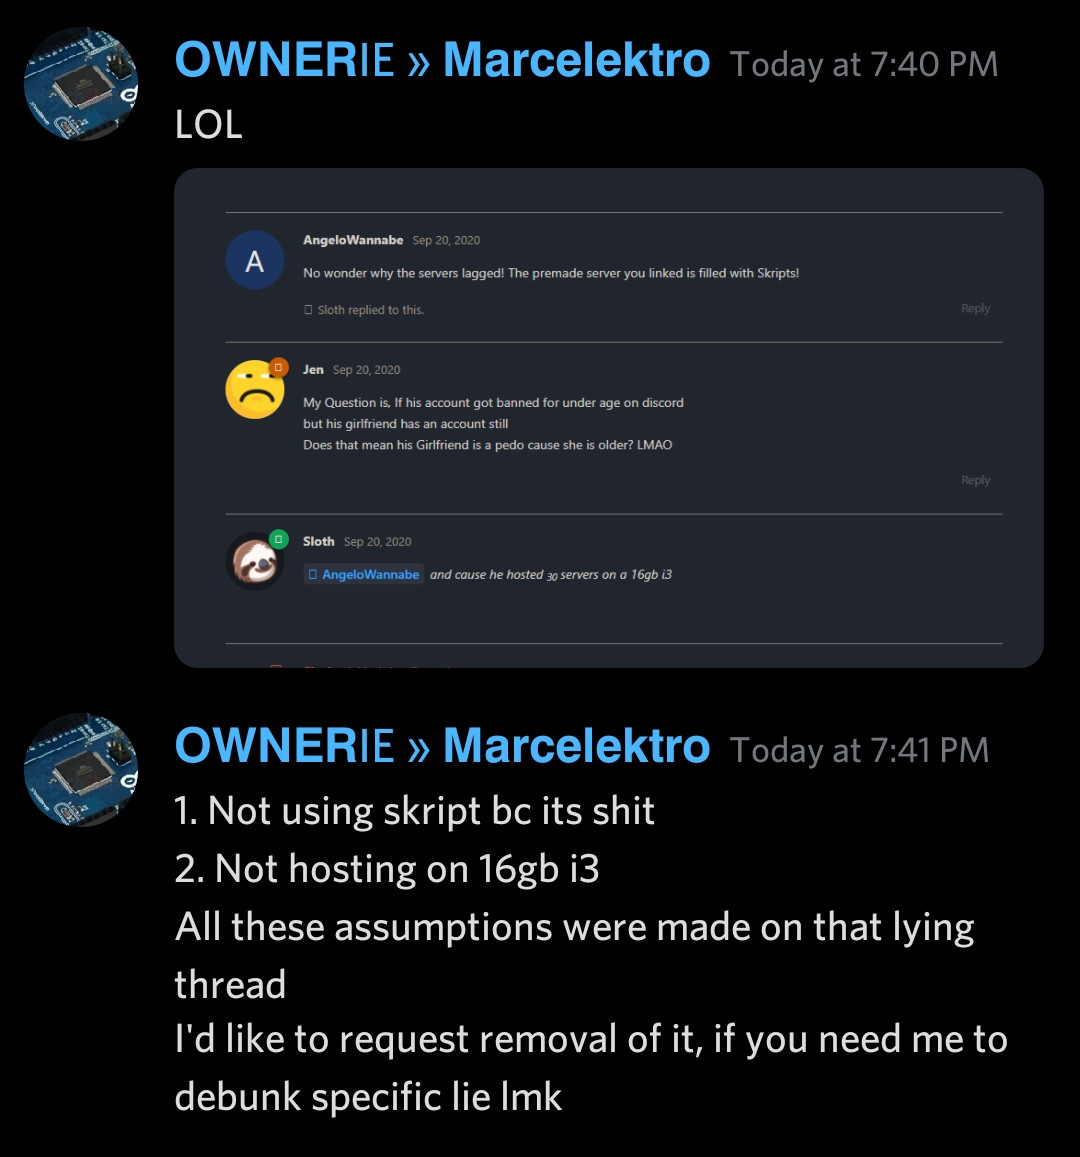 OWNERIE » Marcelektro Today at 7:40 PM
LOL
AngeloWannabe Sep 20, 2020
A
No wonder why the servers lagged! The premade server you linked is filled with Skripts!
Sloth replied to this.
Reply
Jen Sep 20, 2020
My Question is, If his account got banned for under age on discord
but his girlfriend has an account still
Does that mean his Girlfriend is a pedo cause she is older? LMAO
Reply
Sloth Sep 20, 2020
AngeloWannabe and cause he hosted 30 servers on a 16gb i3
OWNERIE » Marcelektro Today at 7:41 PM
1. Not using skript bc its shit
2. Not hosting on 16gb i3
All these assumptions were made on that lying
thread
I'd like to request removal of it, if you need me to
debunk specific lie lmk